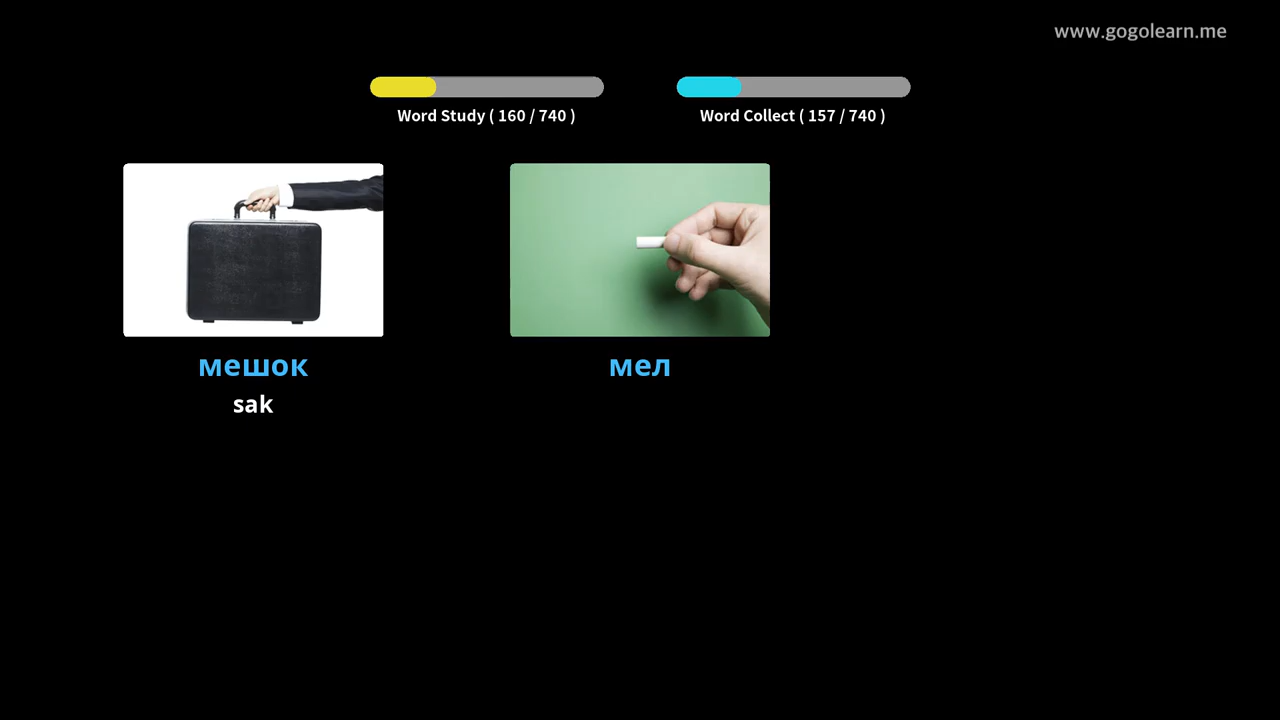 www.gogolearn.me
Word Study ( 160 / 740 )
Word Collect ( 157 / 740 )
мешок
sak
мел